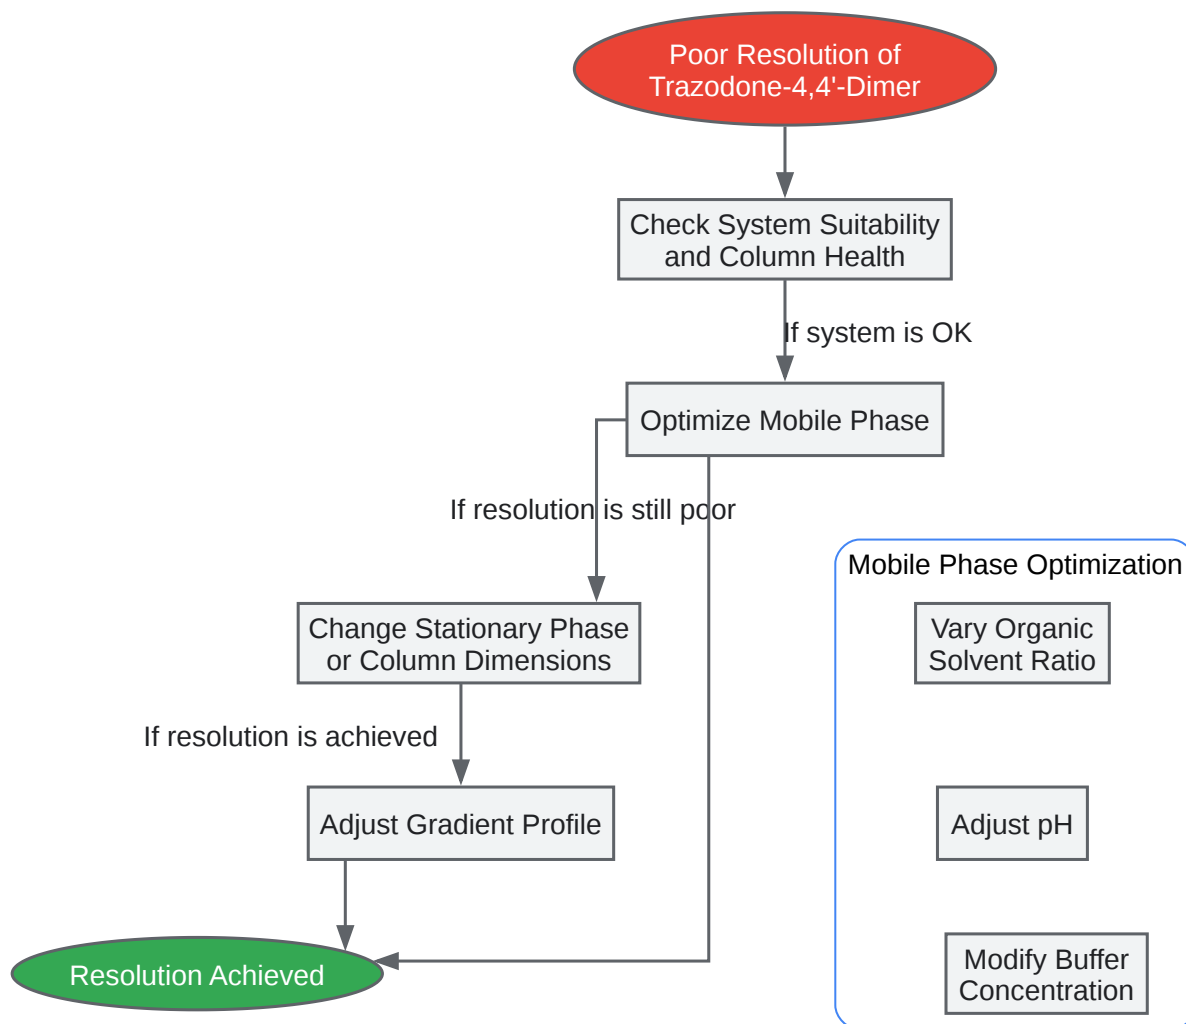 Poor Resolution of
Trazodone-4,4'-Dimer
Check System Suitability
and Column Health
If system is OK
Optimize Mobile Phase
If resolution is still poor
Mobile Phase Optimization
Change Stationary Phase
or Column Dimensions
Vary Organic
Solvent Ratio
If resolution is achieved
Adjust Gradient Profile
Adjust pH
Resolution Achieved
Modify Buffer
Concentration